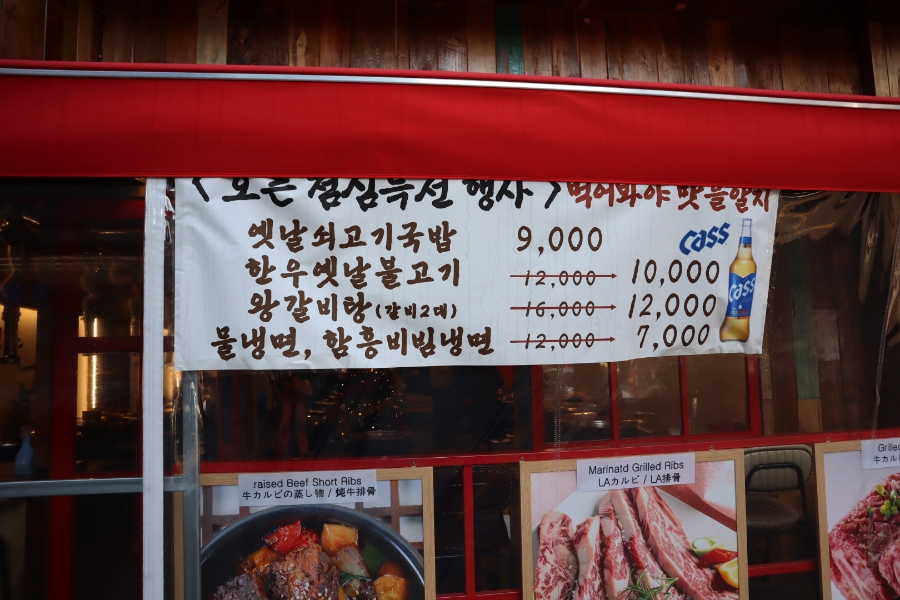 < 오픈 점심특선 행사 > 먹어봐야 맛을알지
옛날쇠고기국밥 9,000
한우옛날불고기 12,000 10,000
왕갈비탕(갈비2대) 16,000 12,000
물냉면, 함흥비빔냉면 12,000 7,000
cass
cass
raised Beef Short Ribs
牛カルビの蒸し物 / 炖牛排骨
Marinatd Grilled Ribs
LAカルビ / LA排骨
Grille
牛カルビ